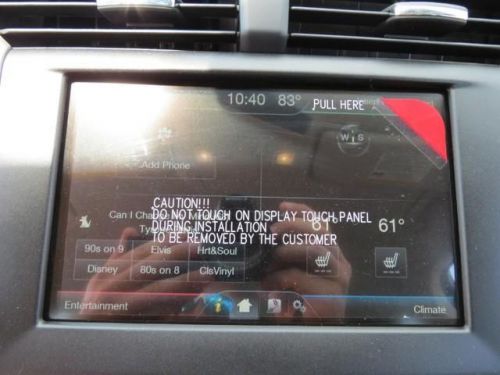 10:40 83° PULL HERE
W S
Add Phone
CAUTION!!!
DO NOT TOUCH ON DISPLAY TOUCH PANEL
DURING INSTALLATION
TO BE REMOVED BY THE CUSTOMER
Can I Cha
61 61°
90s on 9 Elvis Hrt&Soul
Disney 80s on 8 ClsVinyl
Entertainment Climate